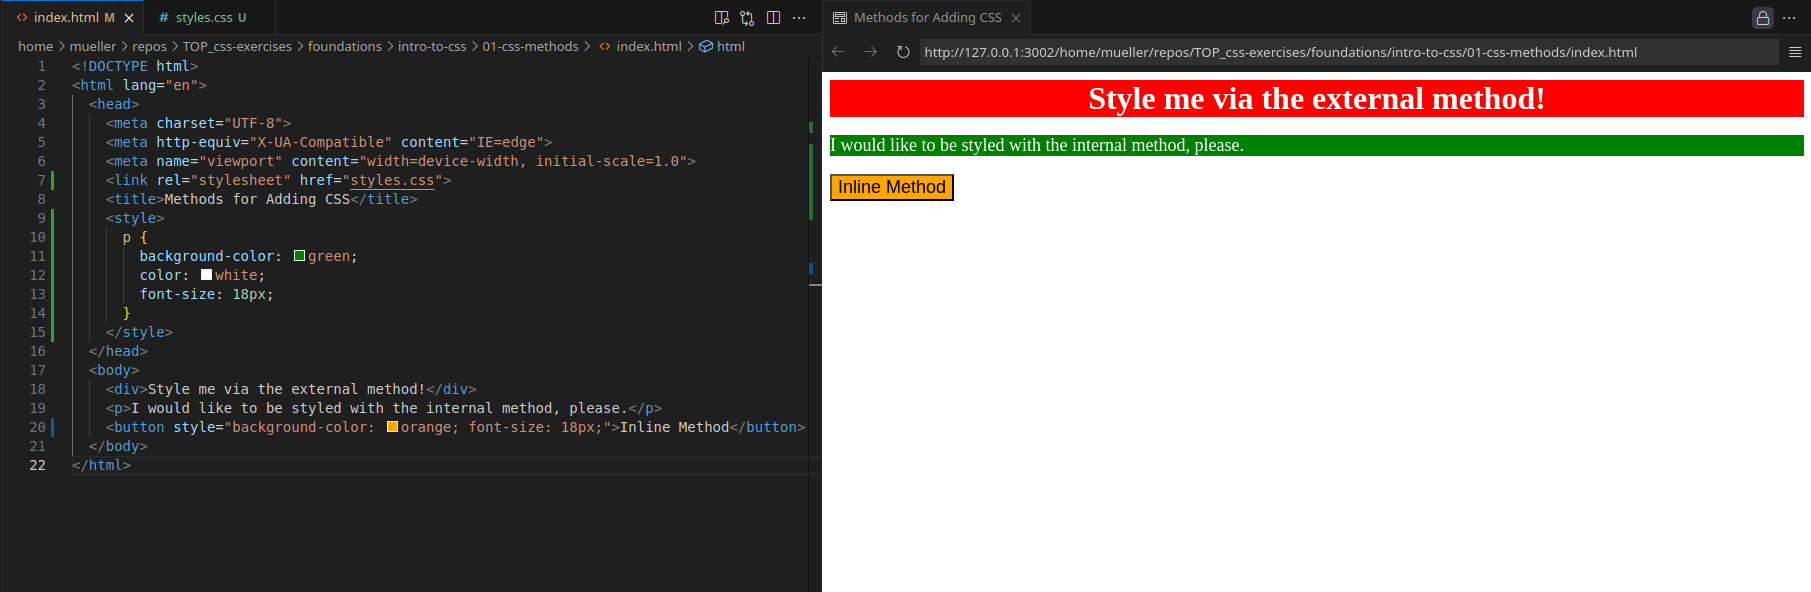 index.html M
styles.css U
home > mueller > repos > TOP_css-exercises > foundations > intro-to-css > 01-css-methods > index.html > html
1 <!DOCTYPE html>
2 <html lang="en">
3 <head>
4 <meta charset="UTF-8">
5 <meta http-equiv="X-UA-Compatible" content="IE=edge">
6 <meta name="viewport" content="width=device-width, initial-scale=1.0">
7 <link rel="stylesheet" href="styles.css">
8 <title>Methods for Adding CSS</title>
9 <style>
10 p {
11 background-color: green;
12 color: white;
13 font-size: 18px;
14 }
15 </style>
16 </head>
17 <body>
18 <div>Style me via the external method!</div>
19 <p>I would like to be styled with the internal method, please.</p>
20 <button style="background-color: orange; font-size: 18px;">Inline Method</button>
21 </body>
22 </html>
Methods for Adding CSS
http://127.0.0.1:3002/home/mueller/repos/TOP_css-exercises/foundations/intro-to-css/01-css-methods/index.html
Style me via the external method!
I would like to be styled with the internal method, please.
Inline Method